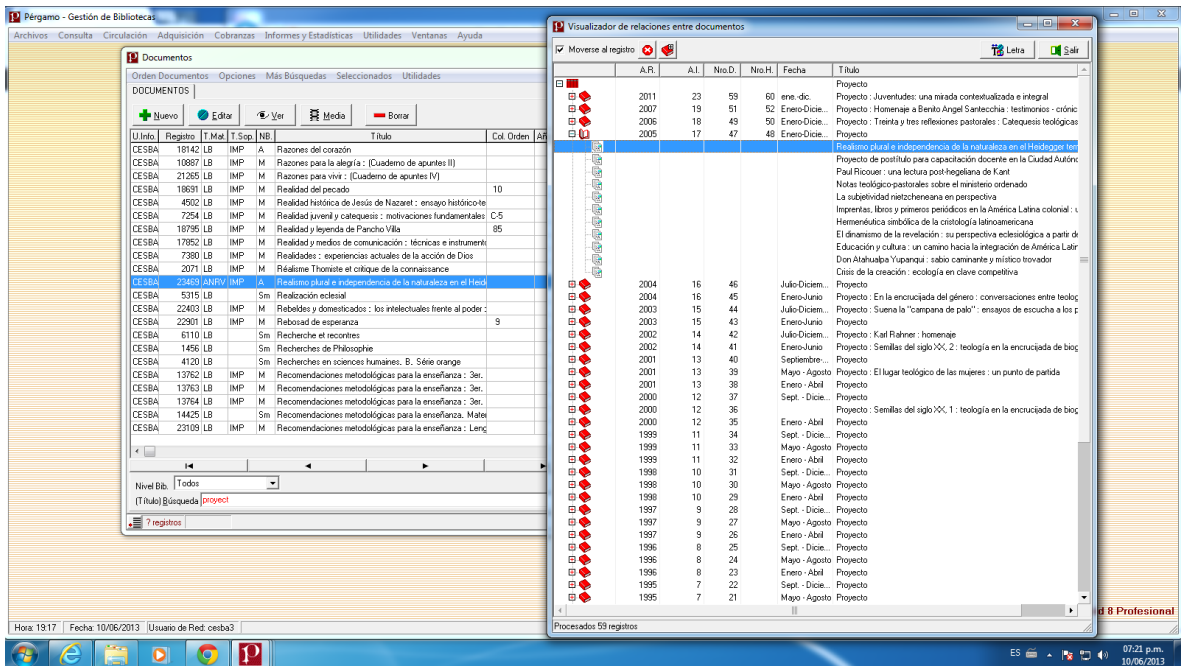 Pérgamo - Gestión de Bibliotecas
Archivos Consulta Circulación Adquisición Cobranzas Informes y Estadísticas Utilidades Ventanas Ayuda
Documentos
Orden Documentos Opciones Más Búsquedas Seleccionados Utilidades
DOCUMENTOS
Nuevo Editar Ver Media Borrar
U.Info. Registro T.Mat. T.Sop. NB. Título Col. Orden Añ
CESBA 18142 LB IMP A Razones del corazón
CESBA 10887 LB IMP M Razones para la alegría : (Cuaderno de apuntes II)
CESBA 21265 LB IMP M Razones para vivir : (Cuaderno de apuntes IV)
CESBA 18691 LB IMP M Realidad del pecado 10
CESBA 4502 LB IMP M Realidad histórica de Jesús de Nazaret : ensayo histórico-te
CESBA 7254 LB IMP M Realidad juvenil y catequesis : motivaciones fundamentales C-5
CESBA 18795 LB IMP M Realidad y leyenda de Pancho Villa 85
CESBA 17852 LB IMP M Realidad y medios de comunicación : técnicas e instrumento
CESBA 7380 LB IMP M Realidades : experiencias actuales de la acción de Dios
CESBA 2071 LB IMP M Réalisme Thomiste et critique de la connaissance
CESBA 23469 ANRV IMP A Realismo plural e independencia de la naturaleza en el Heid
CESBA 5315 LB Sm Realización eclesial
CESBA 22403 LB IMP M Rebeldes y domesticados : los intelectuales frente al poder :
CESBA 22901 LB IMP M Rebosad de esperanza 9
CESBA 6110 LB Sm Recherche et recontres
CESBA 1456 LB Sm Recherches de Philosophie
CESBA 4120 LB Sm Recherches en sciences humaines. B. Série orange
CESBA 13762 LB IMP M Recomendaciones metodológicas para la enseñanza : 3er.
CESBA 13763 LB IMP M Recomendaciones metodológicas para la enseñanza : 3er.
CESBA 13764 LB IMP M Recomendaciones metodológicas para la enseñanza : 3er.
CESBA 14425 LB Sm Recomendaciones metodológicas para la enseñanza. Mate
CESBA 23109 LB IMP M Recomendaciones metodológicas para la enseñanza : Leng
Nivel Bib. Todos
(Título) Búsqueda proyect
? registros
Visualizador de relaciones entre documentos
Moverse al registro Letra Salir
A.R. A.I. Nro.D. Nro.H. Fecha Título
Proyecto
2011 23 59 60 ene.-dic. Proyecto : Juventudes: una mirada contextualizada e integral
2007 19 51 52 Enero-Dicie... Proyecto : Homenaje a Benito Angel Santecchia : testimonios - crónic
2006 18 49 50 Enero-Dicie... Proyecto : Treinta y tres reflexiones pastorales : Catequesis teológicas
2005 17 47 48 Enero-Dicie... Proyecto
Realismo plural e independencia de la naturaleza en el Heidegger tem
Proyecto de postítulo para capacitación docente en la Ciudad Autónc
Paul Ricouer : una lectura post-hegeliana de Kant
Notas teológico-pastorales sobre el ministerio ordenado
La subjetividad nietzcheneana en perspectiva
Imprentas, libros y primeros periódicos en la América Latina colonial : u
Hermenéutica simbólica de la cristología latinoamericana
El dinamismo de la revelación : su perspectiva eclesiológica a partir de
Educación y cultura : un camino hacia la integración de América Latin
Don Atahualpa Yupanqui : sabio caminante y místico trovador
Crisis de la creación : ecología en clave competitiva
2004 16 46 Julio-Diciem... Proyecto
2004 16 45 Enero-Junio Proyecto : En la encrucijada del género : conversaciones entre teolog
2003 15 44 Julio-Diciem... Proyecto : Suena la "campana de palo" : ensayos de escucha a los p
2003 15 43 Enero-Junio Proyecto
2002 14 42 Julio-Diciem... Proyecto : Karl Rahner : homenaje
2002 14 41 Enero-Junio Proyecto : Semillas del siglo XX, 2 : teología en la encrucijada de biog
2001 13 40 Septiembre-... Proyecto
2001 13 39 Mayo - Agosto Proyecto : El lugar teológico de las mujeres : un punto de partida
2001 13 38 Enero - Abril Proyecto
2000 12 37 Sept. - Dicie... Proyecto
2000 12 36 Proyecto : Semillas del siglo XX, 1 : teología en la encrucijada de biog
2000 12 35 Enero - Abril Proyecto
1999 11 34 Sept. - Dicie... Proyecto
1999 11 33 Mayo - Agosto Proyecto
1999 11 32 Enero - Abril Proyecto
1998 10 31 Sept. - Dicie... Proyecto
1998 10 30 Mayo - Agosto Proyecto
1998 10 29 Enero - Abril Proyecto
1997 9 28 Sept. - Dicie... Proyecto
1997 9 27 Mayo - Agosto Proyecto
1997 9 26 Enero - Abril Proyecto
1996 8 25 Sept. - Dicie... Proyecto
1996 8 24 Mayo - Agosto Proyecto
1996 8 23 Enero - Abril Proyecto
1995 7 22 Sept. - Dicie... Proyecto
1995 7 21 Mayo - Agosto Proyecto
Procesados 59 registros
d 8 Profesional
Hora: 19:17 Fecha: 10/06/2013 Usuario de Red: cesba3
ES 07:21 p.m.
10/06/2013